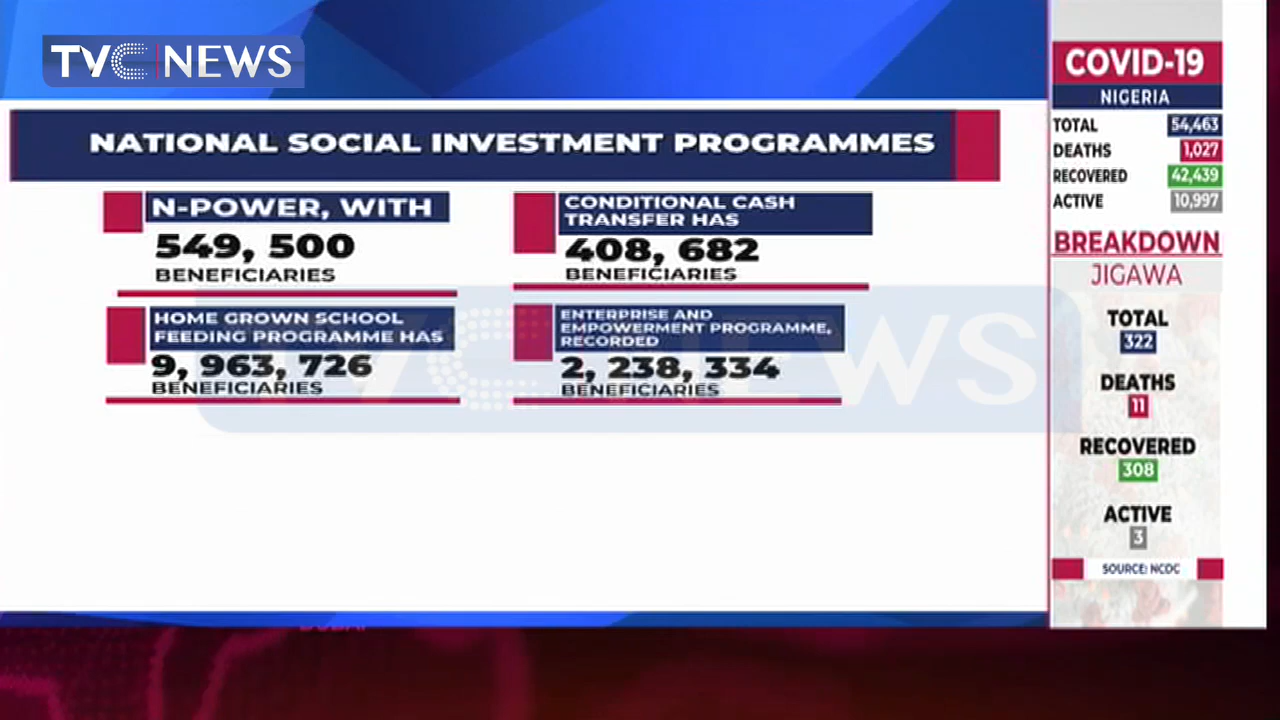 TVC NEWS
NATIONAL SOCIAL INVESTMENT PROGRAMMES
N-POWER, WITH
549, 500
BENEFICIARIES
CONDITIONAL CASH
TRANSFER HAS
408, 682
BENEFICIARIES
HOME GROWN SCHOOL
FEEDING PROGRAMME HAS
9, 963, 726
BENEFICIARIES
ENTERPRISE AND
EMPOWERMENT PROGRAMME,
RECORDED
2, 238, 334
BENEFICIARIES
TVC NEWS
COVID-19
NIGERIA
TOTAL 54,463
DEATHS 1,027
RECOVERED 42,439
ACTIVE 10,997
BREAKDOWN
JIGAWA
TOTAL
322
DEATHS
11
RECOVERED
308
ACTIVE
3
SOURCE: NCDC